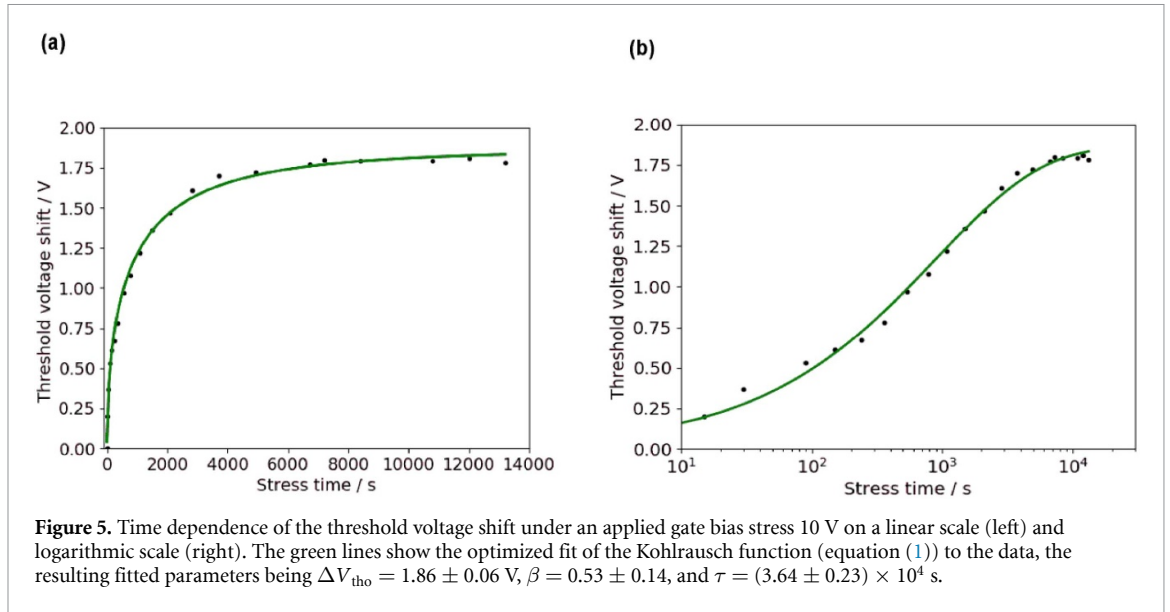 (a)
(b)
2.00
1.75
1.50
1.25
1.00
0.75
0.50
0.25
0.00
Threshold voltage shift / V
0 2000 4000 6000 8000 10000 12000 14000
Stress time / s
2.00
1.75
1.50
1.25
1.00
0.75
0.50
0.25
0.00
Threshold voltage shift / V
10¹ 10² 10³ 10⁴
Stress time / s
Figure 5. Time dependence of the threshold voltage shift under an applied gate bias stress 10 V on a linear scale (left) and
logarithmic scale (right). The green lines show the optimized fit of the Kohlrausch function (equation (1)) to the data, the
resulting fitted parameters being ΔV_tho = 1.86 ± 0.06 V, β = 0.53 ± 0.14, and τ = (3.64 ± 0.23) × 10⁴ s.